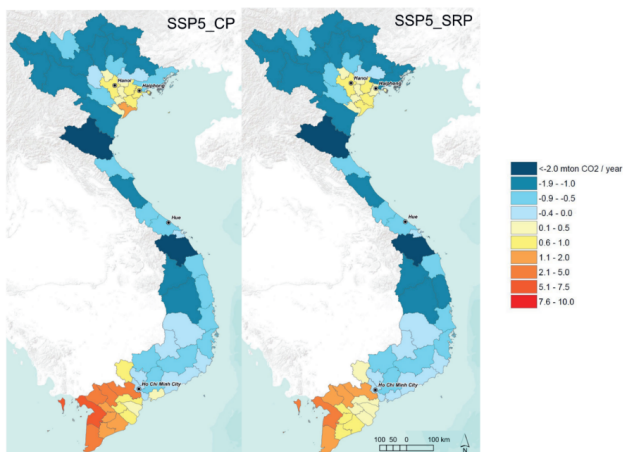 SSP5_CP
SSP5_SRP
Hanoi
Haiphong
Hanoi
Haiphong
<-2.0 mton CO2 / year
-1.9 - -1.0
-0.9 - -0.5
-0.4 - 0.0
0.1 - 0.5
0.6 - 1.0
1.1 - 2.0
2.1 - 5.0
5.1 - 7.5
7.6 - 10.0
Hue
Hue
Ho Chi Minh City
Ho Chi Minh City
100 50 0 100 km
N